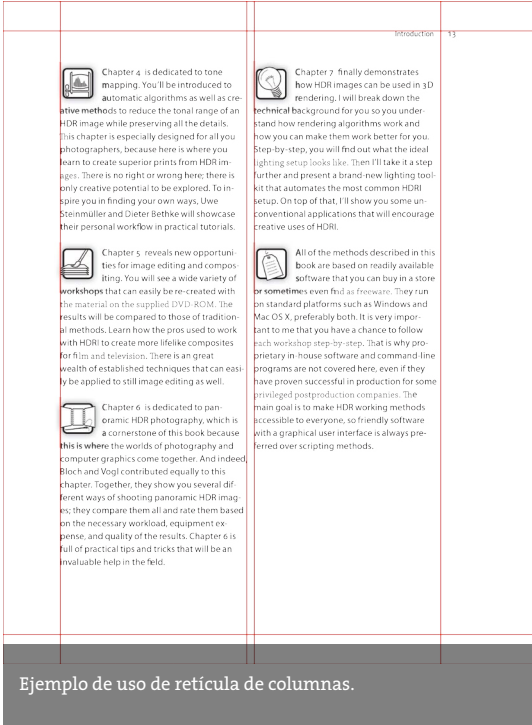 Introduction 13
Chapter 4 is dedicated to tone
mapping. You'll be introduced to
automatic algorithms as well as cre-
ative methods to reduce the tonal range of an
HDR image while preserving all the details.
This chapter is especially designed for all you
photographers, because here is where you
learn to create superior prints from HDR im-
ages. There is no right or wrong here; there is
only creative potential to be explored. To in-
spire you in finding your own ways, Uwe
Steinmüller and Dieter Bethke will showcase
their personal workflow in practical tutorials.
Chapter 5 reveals new opportuni-
ties for image editing and compos-
iting. You will see a wide variety of
workshops that can easily be re-created with
the material on the supplied DVD-ROM. The
results will be compared to those of tradition-
al methods. Learn how the pros used to work
with HDRI to create more lifelike composites
for film and television. There is an great
wealth of established techniques that can easi-
ly be applied to still image editing as well.
Chapter 6 is dedicated to pan-
oramic HDR photography, which is
a cornerstone of this book because
this is where the worlds of photography and
computer graphics come together. And indeed,
Bloch and Vogl contributed equally to this
chapter. Together, they show you several dif-
ferent ways of shooting panoramic HDR imag-
es; they compare them all and rate them based
on the necessary workload, equipment ex-
pense, and quality of the results. Chapter 6 is
full of practical tips and tricks that will be an
invaluable help in the field.
Chapter 7 finally demonstrates
how HDR images can be used in 3D
rendering. I will break down the
technical background for you so you under-
stand how rendering algorithms work and
how you can make them work better for you.
Step-by-step, you will find out what the ideal
lighting setup looks like. Then I'll take it a step
further and present a brand-new lighting tool-
kit that automates the most common HDRI
setup. On top of that, I'll show you some un-
conventional applications that will encourage
creative uses of HDRI.
All of the methods described in this
book are based on readily available
software that you can buy in a store
or sometimes even find as freeware. They run
on standard platforms such as Windows and
Mac OS X, preferably both. It is very impor-
tant to me that you have a chance to follow
each workshop step-by-step. That is why pro-
prietary in-house software and command-line
programs are not covered here, even if they
have proven successful in production for some
privileged postproduction companies. The
main goal is to make HDR working methods
accessible to everyone, so friendly software
with a graphical user interface is always pre-
ferred over scripting methods.
Ejemplo de uso de retícula de columnas.